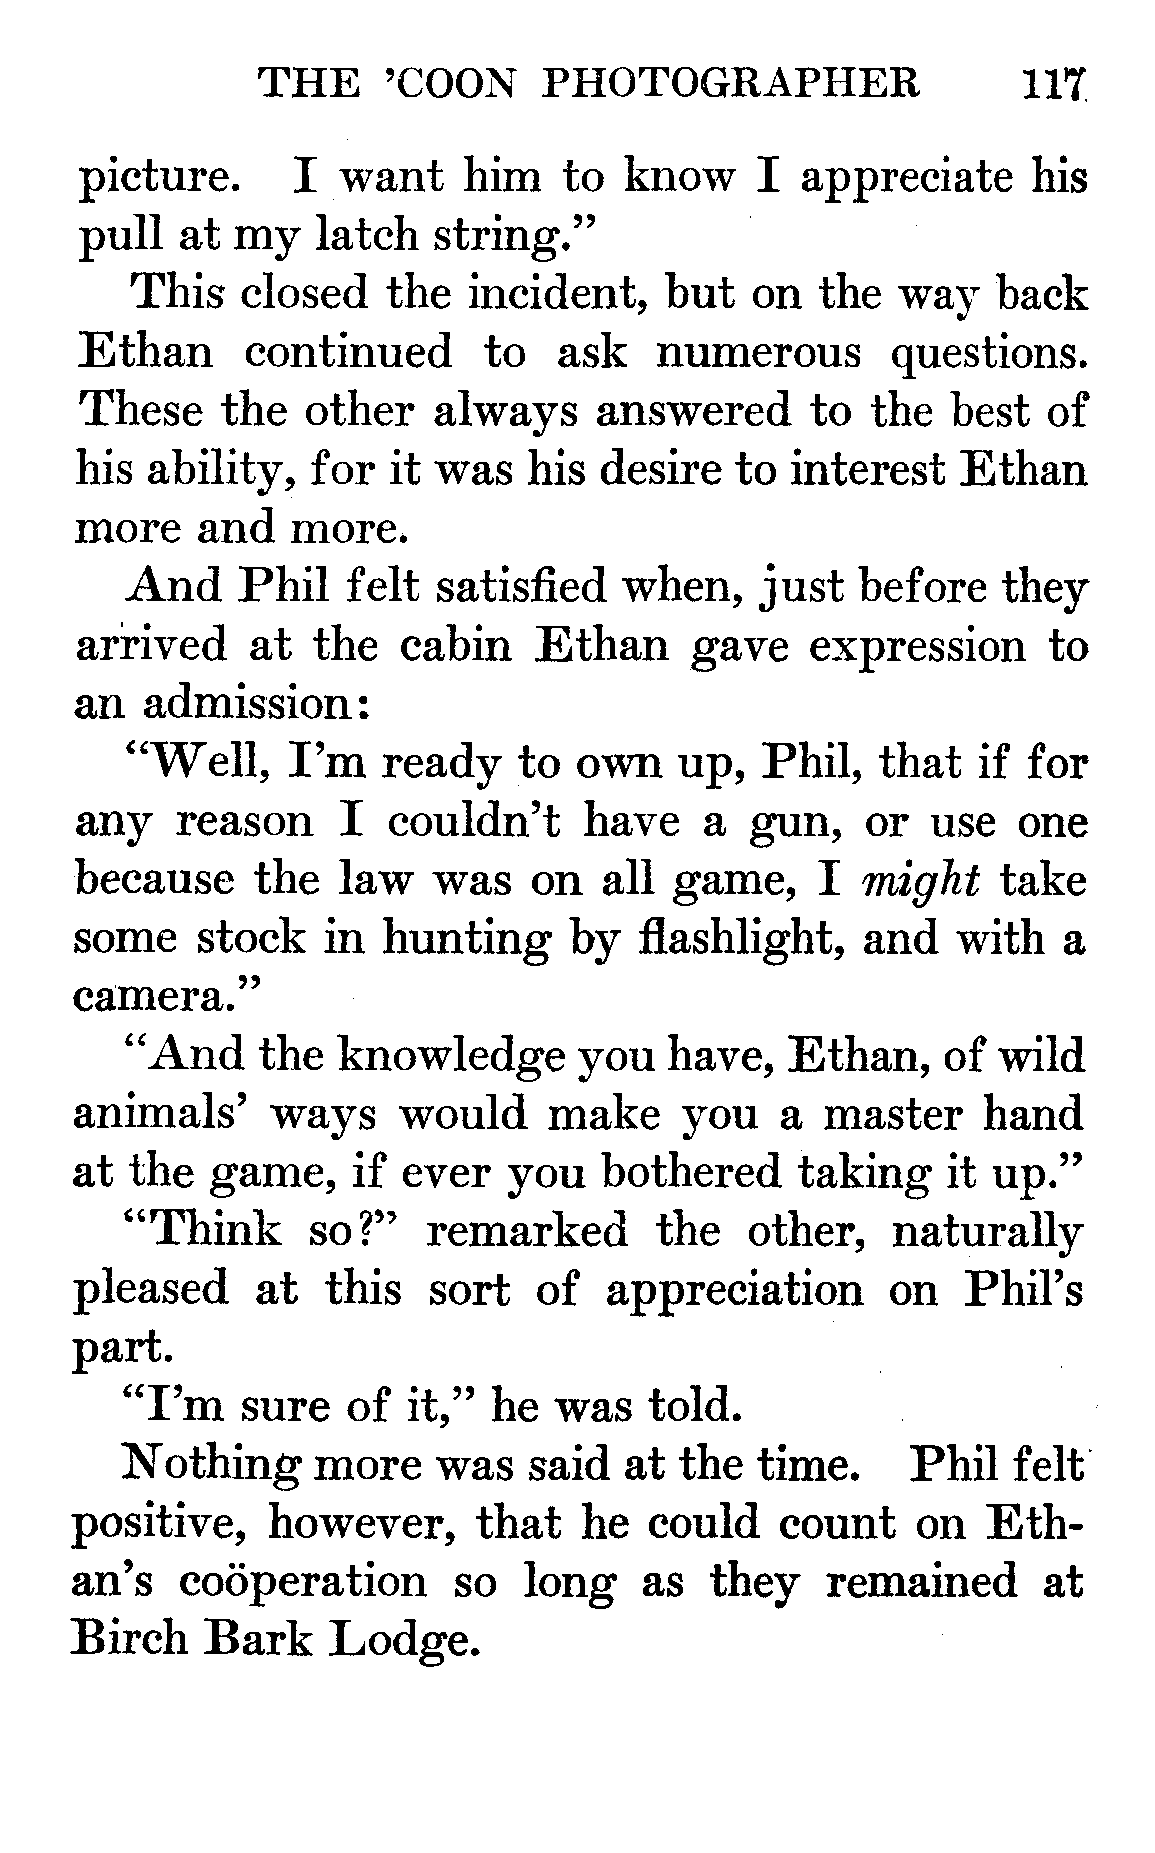 THE 'COON PHOTOGRAPHER 117
picture. I want him to know I appreciate his
pull at my latch string."
This closed the incident, but on the way back
Ethan continued to ask numerous questions.
These the other always answered to the best of
his ability, for it was his desire to interest Ethan
more and more.
And Phil felt satisfied when, just before they
arrived at the cabin Ethan gave expression to
an admission:
"Well, I'm ready to own up, Phil, that if for
any reason I couldn't have a gun, or use one
because the law was on all game, I might take
some stock in hunting by flashlight, and with a
camera."
"And the knowledge you have, Ethan, of wild
animals' ways would make you a master hand
at the game, if ever you bothered taking it up."
"Think so?" remarked the other, naturally
pleased at this sort of appreciation on Phil's
part.
"I'm sure of it," he was told.
Nothing more was said at the time. Phil felt
positive, however, that he could count on Eth-
an's coöperation so long as they remained at
Birch Bark Lodge.